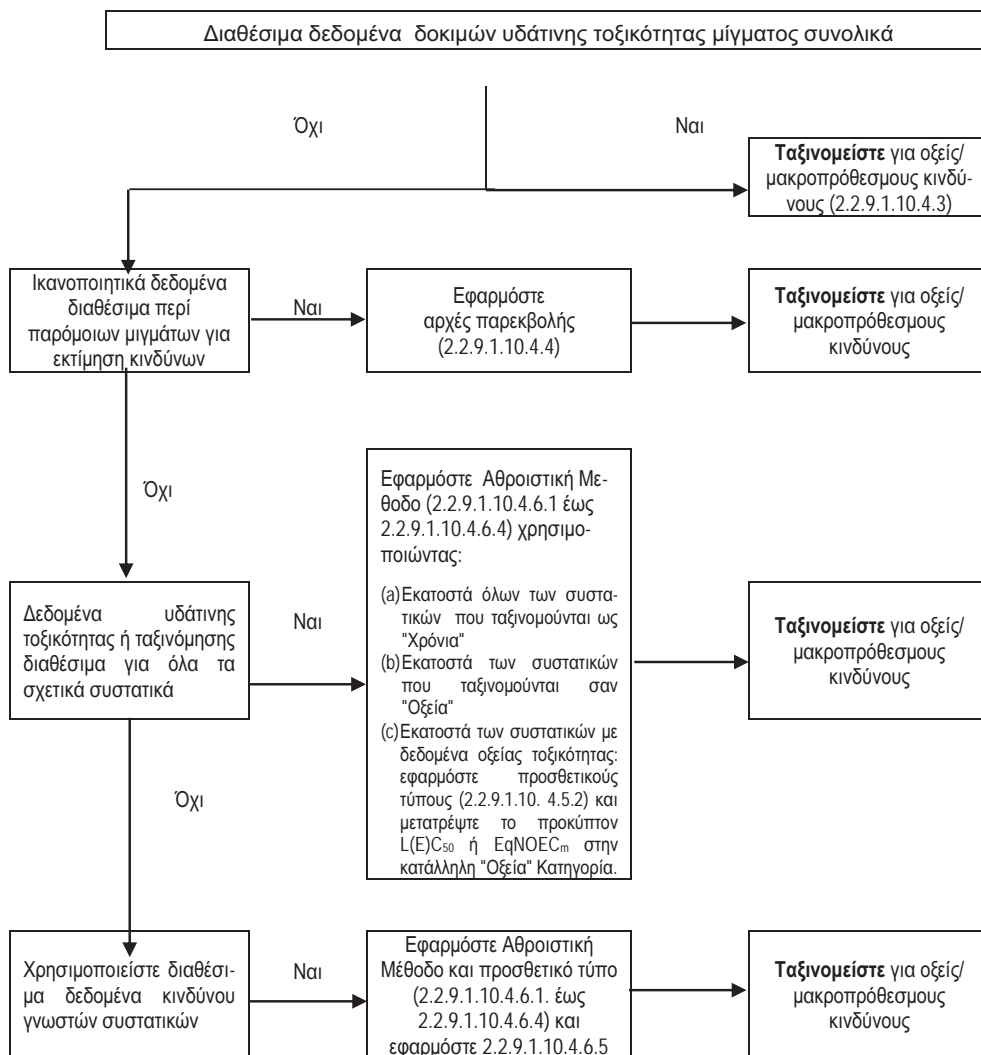 Διαθέσιμα δεδομένα δοκιμών υδάτινης τοξικότητας μίγματος συνολικά
Όχι
Ναι
Ταξινομείστε για οξείς/
μακροπρόθεσμους κινδύ-
νους (2.2.9.1.10.4.3)
Ικανοποιητικά δεδομένα
διαθέσιμα περί
παρόμοιων μιγμάτων για
εκτίμηση κινδύνων
Ναι
Εφαρμόστε
αρχές παρεκβολής
(2.2.9.1.10.4.4)
Ταξινομείστε για οξείς/
μακροπρόθεσμους
κινδύνους
Όχι
Δεδομένα υδάτινης
τοξικότητας ή ταξινόμησης
διαθέσιμα για όλα τα
σχετικά συστατικά
Ναι
Εφαρμόστε Αθροιστική Με-
θοδο (2.2.9.1.10.4.6.1 έως
2.2.9.1.10.4.6.4) χρησιμο-
ποιώντας:
(a) Εκατοστά όλων των συστα-
τικών που ταξινομούνται ως
"Χρόνια"
(b) Εκατοστά των συστατικών
που ταξινομούνται σαν
"Οξεία"
(c) Εκατοστά των συστατικών με
δεδομένα οξείας τοξικότητας:
εφαρμόστε προσθετικούς
τύπους (2.2.9.1.10. 4.5.2) και
μετατρέψτε το προκύπτον
L(E)C₅₀ ή EqNOECₘ στην
κατάλληλη "Οξεία" Κατηγορία.
Ταξινομείστε για οξείς/
μακροπρόθεσμους
κινδύνους
Όχι
Χρησιμοποιείστε διαθέσι-
μα δεδομένα κινδύνου
γνωστών συστατικών
Ναι
Εφαρμόστε Αθροιστική
Μέθοδο και προσθετικό τύπο
(2.2.9.1.10.4.6.1. έως
2.2.9.1.10.4.6.4) και
εφαρμόστε 2.2.9.1.10.4.6.5
Ταξινομείστε για οξείς/
μακροπρόθεσμους
κινδύνους